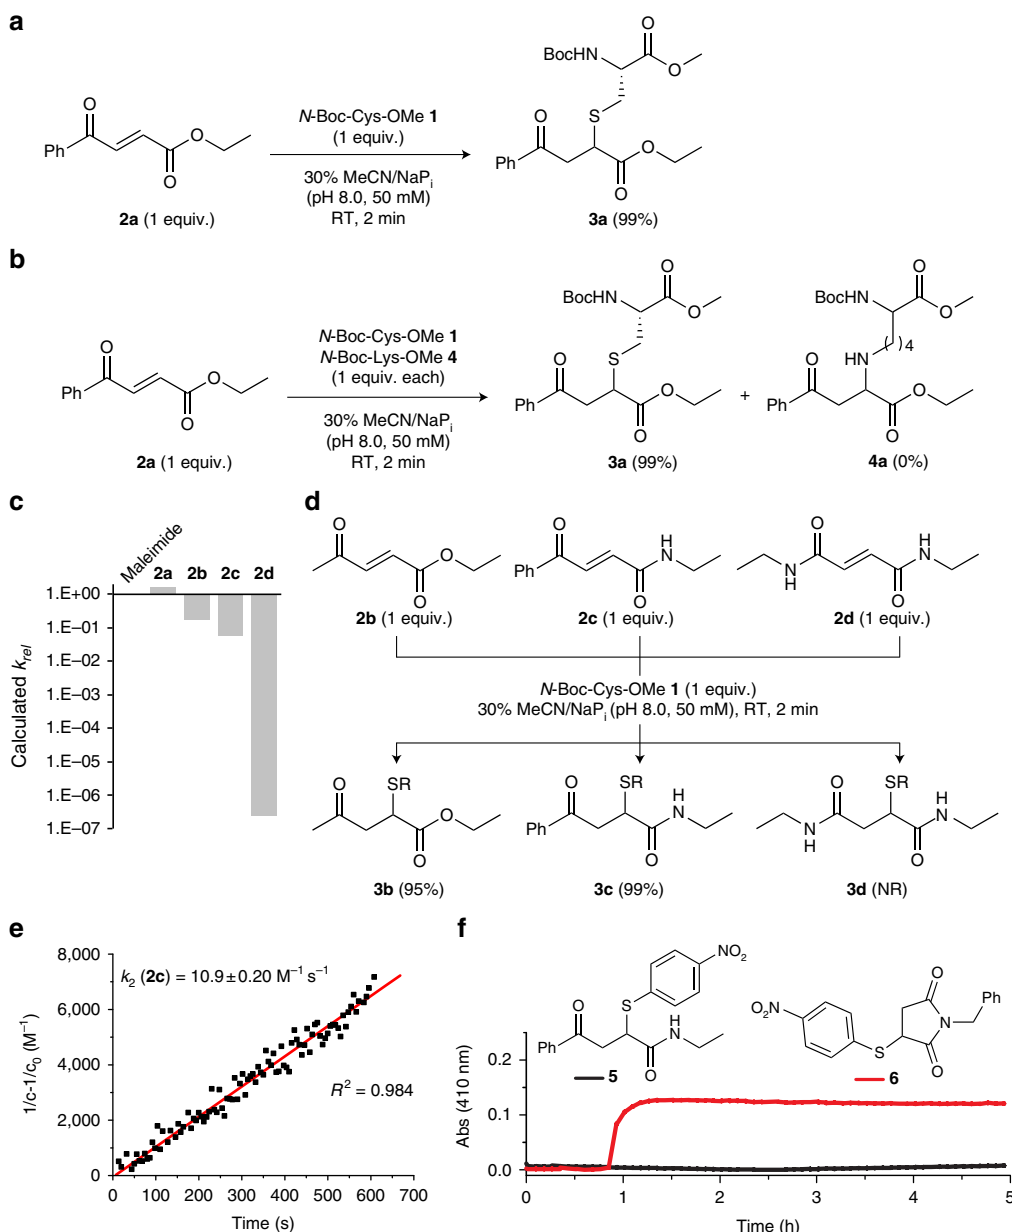 a
N-Boc-Cys-OMe 1
(1 equiv.)
30% MeCN/NaPi
(pH 8.0, 50 mM)
RT, 2 min
Ph
O
O
O
2a (1 equiv.)
BocHN
O
O
S
O
Ph
O
O
3a (99%)
b
N-Boc-Cys-OMe 1
N-Boc-Lys-OMe 4
(1 equiv. each)
30% MeCN/NaPi
(pH 8.0, 50 mM)
RT, 2 min
Ph
O
O
O
2a (1 equiv.)
BocHN
O
O
S
O
Ph
O
O
3a (99%)
+
BocHN
O
O
( )4
HN
O
Ph
O
O
4a (0%)
c
Maleimide
2a 2b 2c 2d
Calculated krel
1.E+00
1.E–01
1.E–02
1.E–03
1.E–04
1.E–05
1.E–06
1.E–07
d
O
O
O
2b (1 equiv.)
O
Ph
O
H
N
2c (1 equiv.)
O
N
H
O
H
N
2d (1 equiv.)
N-Boc-Cys-OMe 1 (1 equiv.)
30% MeCN/NaPi (pH 8.0, 50 mM), RT, 2 min
O
SR
O
O
3b (95%)
O
SR
Ph
O
H
N
3c (99%)
O
SR
N
H
O
H
N
3d (NR)
e
8,000
6,000
4,000
2,000
0
1/c-1/c0 (M−1)
k2 (2c) = 10.9±0.20 M−1 s−1
R2 = 0.984
0 100 200 300 400 500 600 700
Time (s)
f
NO2
S
O
Ph
O
H
N
5
NO2
S
O
N
O
Ph
6
Abs (410 nm)
0.2
0.1
0.0
0 1 2 3 4 5
Time (h)